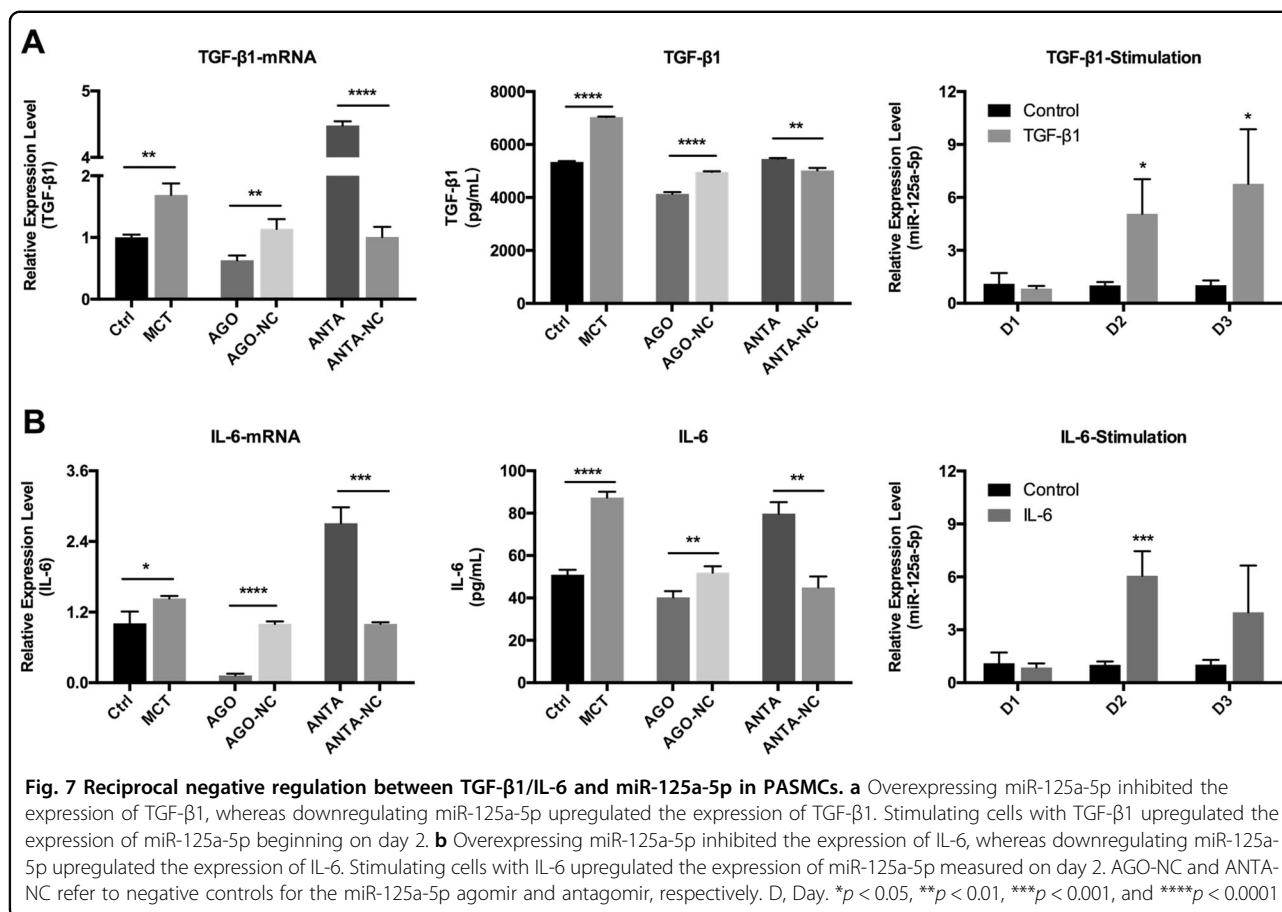 A
TGF-β1-mRNA
Relative Expression Level
(TGF-β1)
5
4
2
1
0
**
**
****
Ctrl
MCT
AGO
AGO-NC
ANTA
ANTA-NC
TGF-β1
TGF-β1
(pg/mL)
8000
6000
4000
2000
0
****
****
**
Ctrl
MCT
AGO
AGO-NC
ANTA
ANTA-NC
TGF-β1-Stimulation
Relative Expression Level
(miR-125a-5p)
12
9
6
3
0
Control
TGF-β1
*
*
D1
D2
D3
B
IL-6-mRNA
Relative Expression Level
(IL-6)
3.6
2.4
1.2
0.0
*
****
***
Ctrl
MCT
AGO
AGO-NC
ANTA
ANTA-NC
IL-6
IL-6
(pg/mL)
100
80
60
40
20
0
****
**
**
Ctrl
MCT
AGO
AGO-NC
ANTA
ANTA-NC
IL-6-Stimulation
Relative Expression Level
(miR-125a-5p)
12
9
6
3
0
Control
IL-6
***
D1
D2
D3
Fig. 7 Reciprocal negative regulation between TGF-β1/IL-6 and miR-125a-5p in PASMCs. a Overexpressing miR-125a-5p inhibited the
expression of TGF-β1, whereas downregulating miR-125a-5p upregulated the expression of TGF-β1. Stimulating cells with TGF-β1 upregulated the
expression of miR-125a-5p beginning on day 2. b Overexpressing miR-125a-5p inhibited the expression of IL-6, whereas downregulating miR-125a-
5p upregulated the expression of IL-6. Stimulating cells with IL-6 upregulated the expression of miR-125a-5p measured on day 2. AGO-NC and ANTA-
NC refer to negative controls for the miR-125a-5p agomir and antagomir, respectively. D, Day. *p < 0.05, **p < 0.01, ***p < 0.001, and ****p < 0.0001